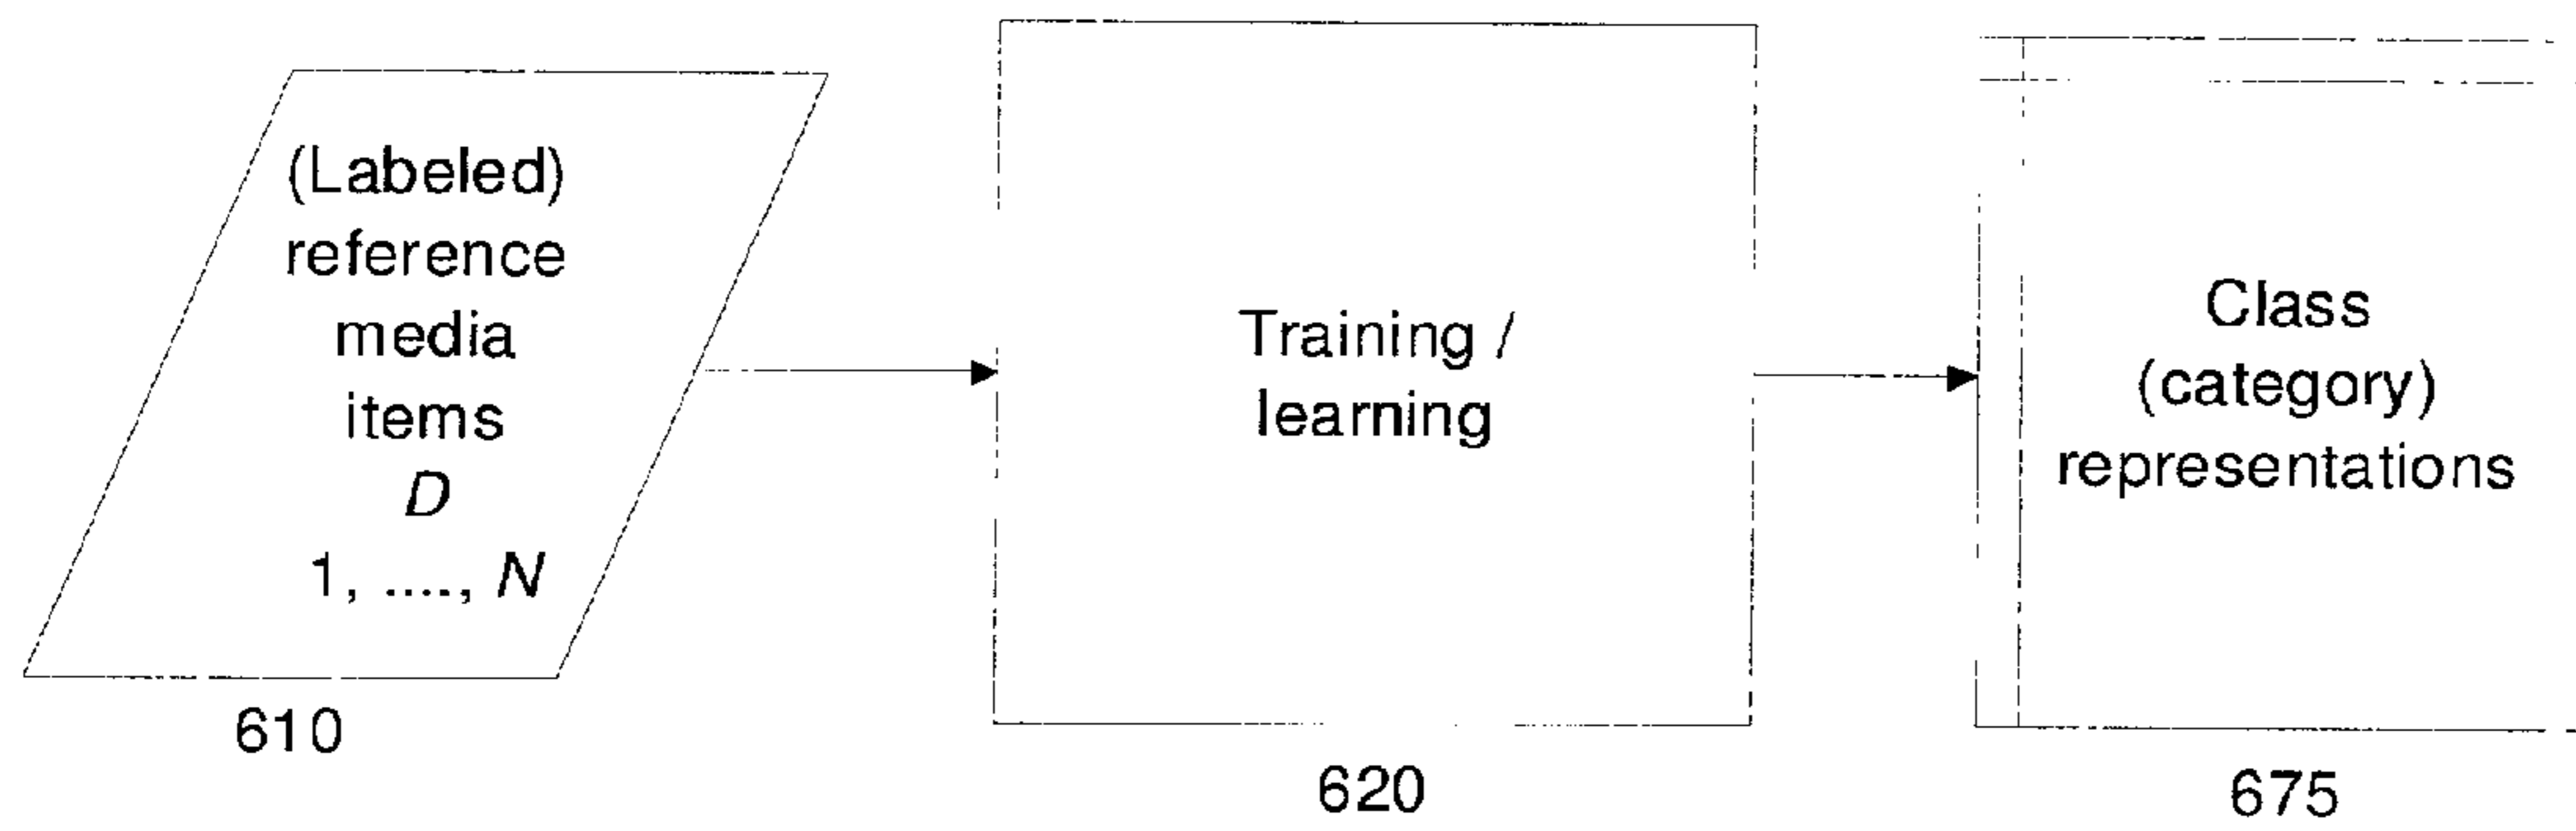 (Labeled)
reference
media
items
D
1, ...., N
610
Training /
learning
620
Class
(category)
representations
675